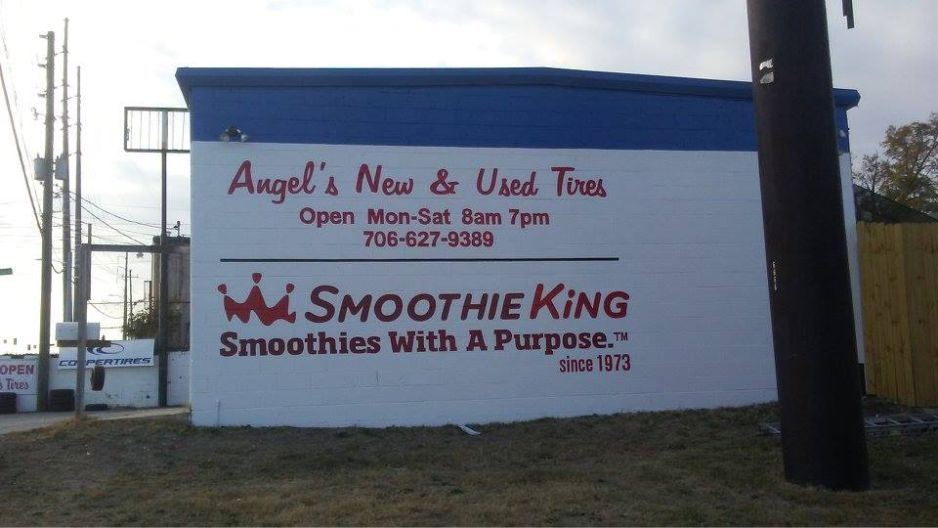 Angel's New & Used Tires
Open Mon-Sat 8am 7pm
706-627-9389
SMOOTHIE KING
Smoothies With A Purpose.™
since 1973
COOPERTIRES
OPEN
Tires